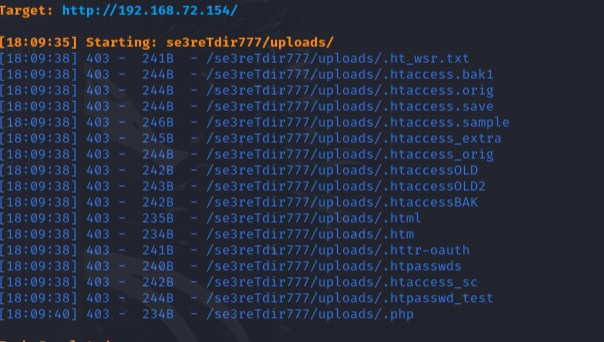 Target: http://192.168.72.154/
[18:09:35] Starting: se3reTdir777/uploads/
[18:09:38] 403 -  241B  - /se3reTdir777/uploads/.ht_wsr.txt
[18:09:38] 403 -  244B  - /se3reTdir777/uploads/.htaccess.bak1
[18:09:38] 403 -  244B  - /se3reTdir777/uploads/.htaccess.orig
[18:09:38] 403 -  244B  - /se3reTdir777/uploads/.htaccess.save
[18:09:38] 403 -  246B  - /se3reTdir777/uploads/.htaccess.sample
[18:09:38] 403 -  245B  - /se3reTdir777/uploads/.htaccess_extra
[18:09:38] 403 -  244B  - /se3reTdir777/uploads/.htaccess_orig
[18:09:38] 403 -  242B  - /se3reTdir777/uploads/.htaccessOLD
[18:09:38] 403 -  243B  - /se3reTdir777/uploads/.htaccessOLD2
[18:09:38] 403 -  242B  - /se3reTdir777/uploads/.htaccessBAK
[18:09:38] 403 -  235B  - /se3reTdir777/uploads/.html
[18:09:38] 403 -  234B  - /se3reTdir777/uploads/.htm
[18:09:38] 403 -  241B  - /se3reTdir777/uploads/.httr-oauth
[18:09:38] 403 -  240B  - /se3reTdir777/uploads/.htpasswds
[18:09:38] 403 -  242B  - /se3reTdir777/uploads/.htaccess_sc
[18:09:38] 403 -  244B  - /se3reTdir777/uploads/.htpasswd_test
[18:09:40] 403 -  234B  - /se3reTdir777/uploads/.php